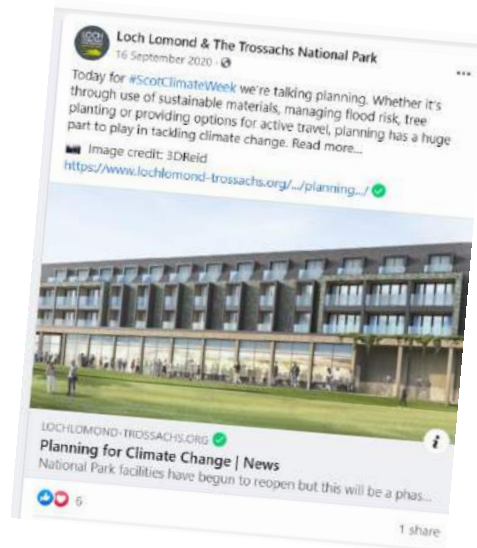 Loch Lomond & The Trossachs National Park
16 September 2020
Today for #ScotClimateWeek we're talking planning. Whether it's
through use of sustainable materials, managing flood risk, tree
planting or providing options for active travel, planning has a huge
part to play in tackling climate change. Read more...
Image credit: 3DReid
https://www.lochlomond-trossachs.org/.../planning.../
LOCHLOMOND-TROSSACHS.ORG
Planning for Climate Change | News
National Park facilities have begun to reopen but this will be a phas...
6
1 share